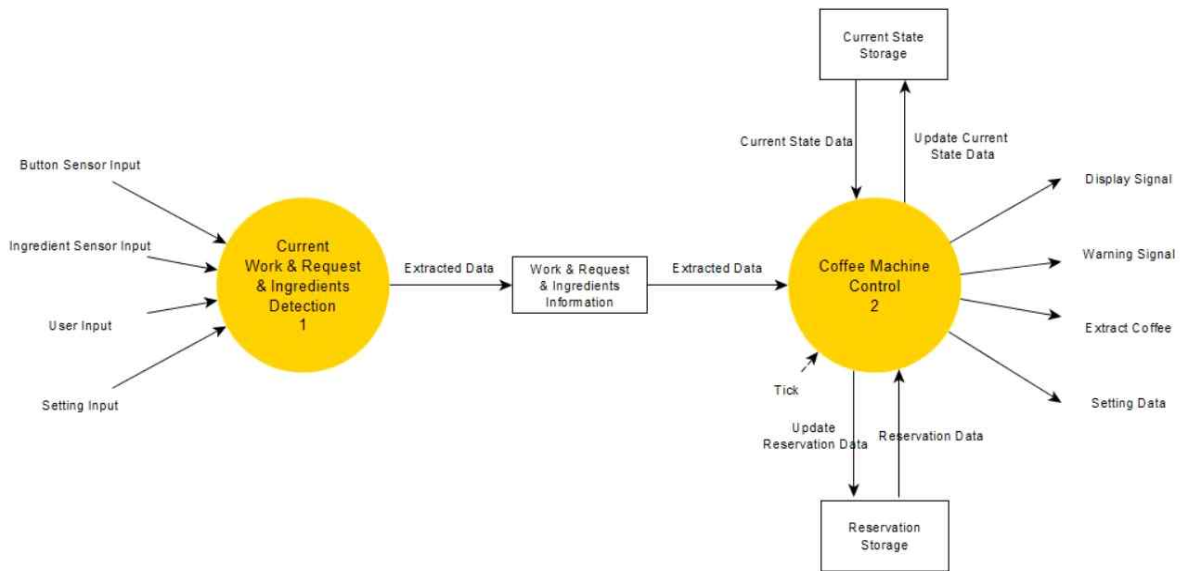 Current State
Storage
Current State Data
Update Current
State Data
Button Sensor Input
Ingredient Sensor Input
User Input
Setting Input
Current
Work & Request
& Ingredients
Detection
1
Extracted Data
Work & Request
& Ingredients
Information
Extracted Data
Coffee Machine
Control
2
Display Signal
Warning Signal
Extract Coffee
Setting Data
Tick
Update
Reservation Data
Reservation Data
Reservation
Storage